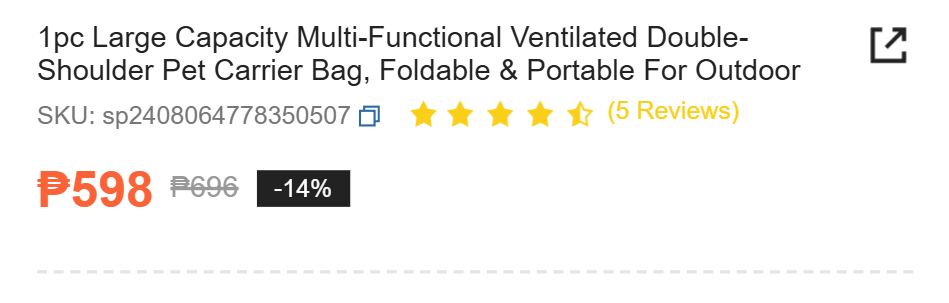 1pc Large Capacity Multi-Functional Ventilated Double-
Shoulder Pet Carrier Bag, Foldable & Portable For Outdoor
SKU: sp2408064778350507 (5 Reviews)
₱598 ₱696 -14%